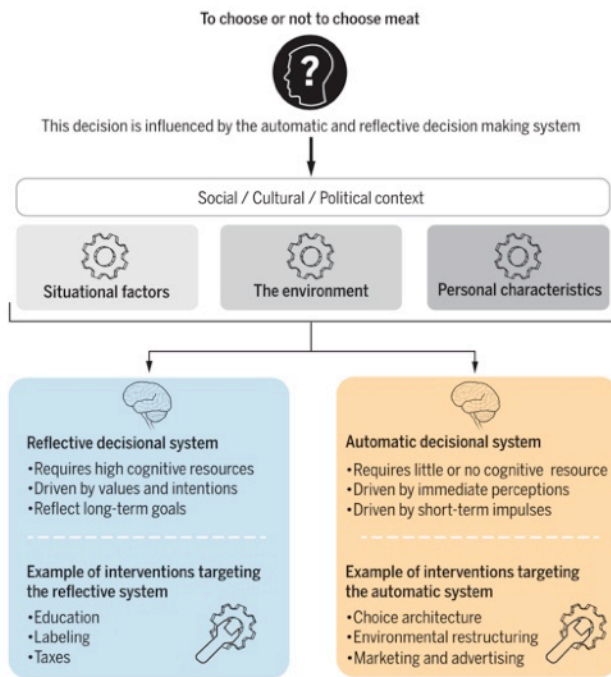 To choose or not to choose meat
?
This decision is influenced by the automatic and reflective decision making system
Social / Cultural / Political context
Situational factors
The environment
Personal characteristics
Reflective decisional system
•Requires high cognitive resources
•Driven by values and intentions
•Reflect long-term goals
Example of interventions targeting
the reflective system
•Education
•Labeling
•Taxes
Automatic decisional system
•Requires little or no cognitive resource
•Driven by immediate perceptions
•Driven by short-term impulses
Example of interventions targeting
the automatic system
•Choice architecture
•Environmental restructuring
•Marketing and advertising